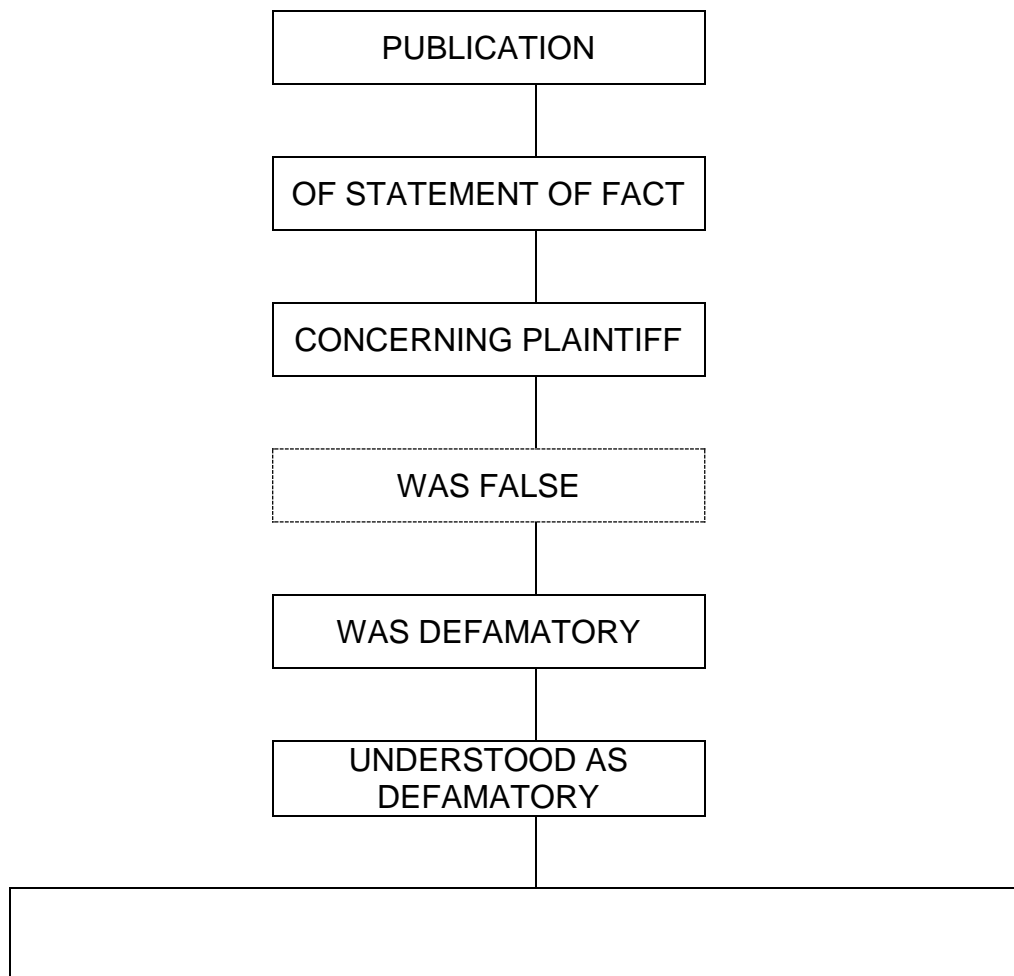 PUBLICATION
OF STATEMENT OF FACT
CONCERNING PLAINTIFF
WAS FALSE
WAS DEFAMATORY
UNDERSTOOD AS
DEFAMATORY